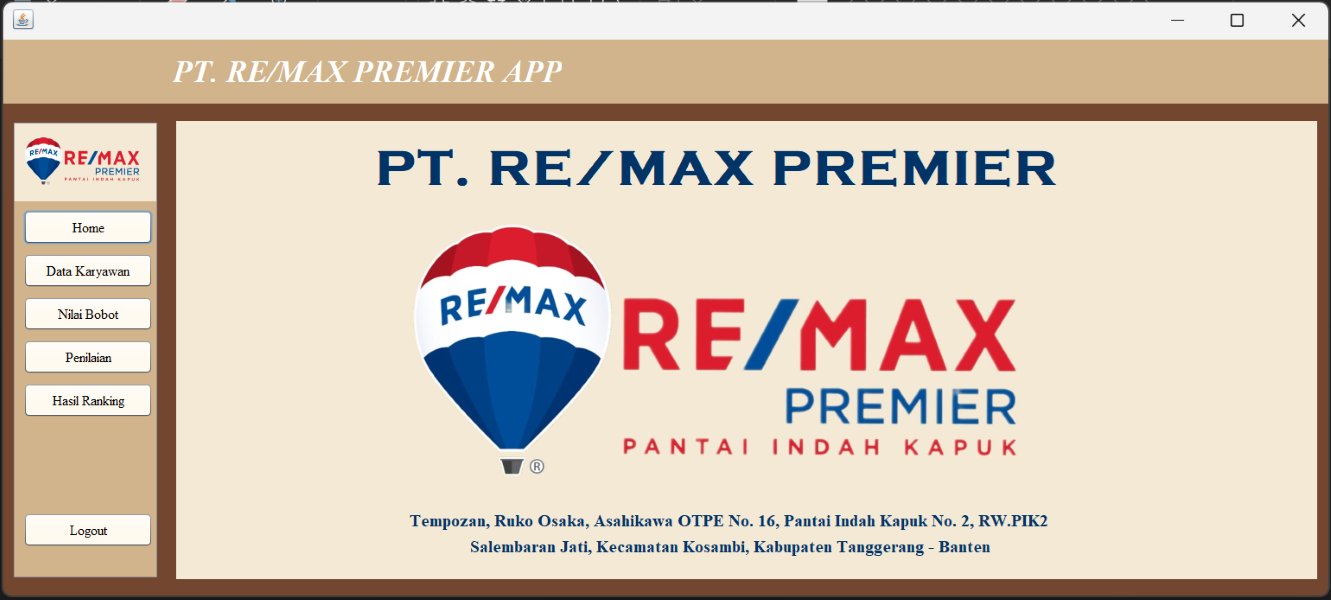 PT. RE/MAX PREMIER APP
RE/MAX
RE/MAX
PREMIER
PANTAI INDAH KAPUK
Home
Data Karyawan
Nilai Bobot
Penilaian
Hasil Ranking
Logout
PT. RE/MAX PREMIER
RE/MAX
RE/MAX
PREMIER
PANTAI INDAH KAPUK
®
Tempozan, Ruko Osaka, Asahikawa OTPE No. 16, Pantai Indah Kapuk No. 2, RW.PIK2
Salembaran Jati, Kecamatan Kosambi, Kabupaten Tanggerang - Banten